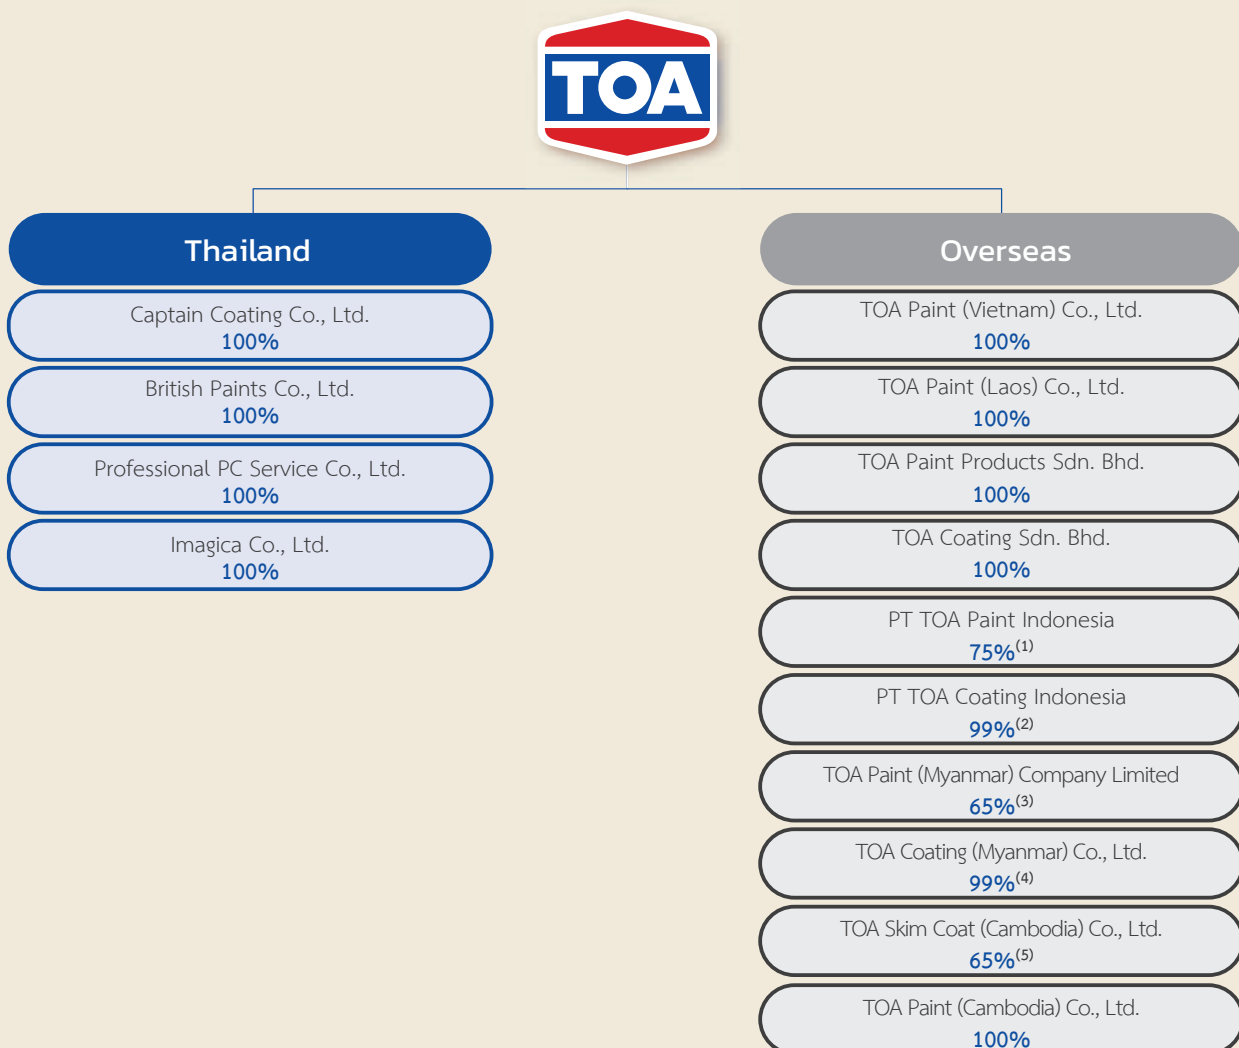 TOA
Thailand
Captain Coating Co., Ltd.
100%
British Paints Co., Ltd.
100%
Professional PC Service Co., Ltd.
100%
Imagica Co., Ltd.
100%
Overseas
TOA Paint (Vietnam) Co., Ltd.
100%
TOA Paint (Laos) Co., Ltd.
100%
TOA Paint Products Sdn. Bhd.
100%
TOA Coating Sdn. Bhd.
100%
PT TOA Paint Indonesia
75%(1)
PT TOA Coating Indonesia
99%(2)
TOA Paint (Myanmar) Company Limited
65%(3)
TOA Coating (Myanmar) Co., Ltd.
99%(4)
TOA Skim Coat (Cambodia) Co., Ltd.
65%(5)
TOA Paint (Cambodia) Co., Ltd.
100%